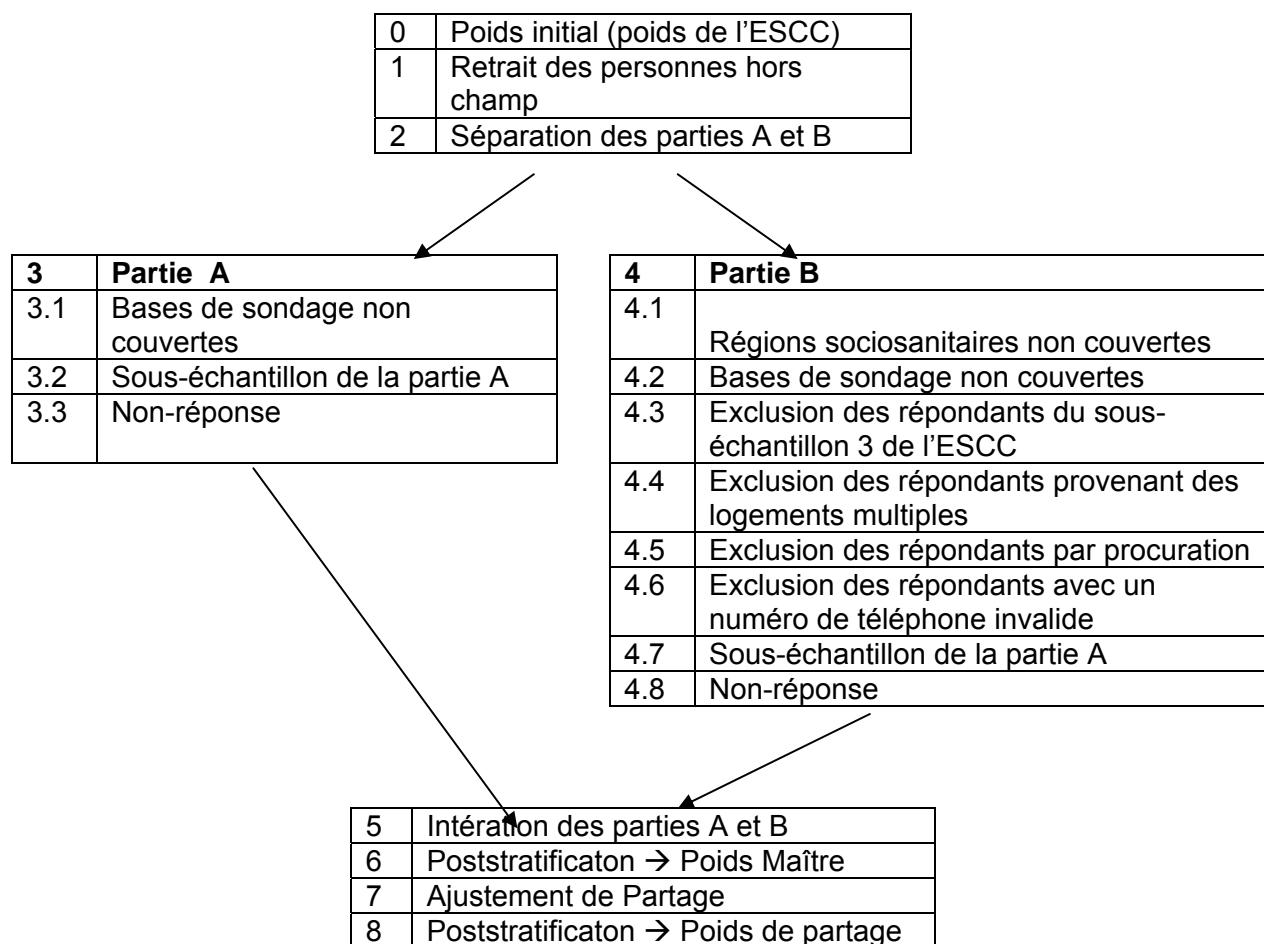 0 Poids initial (poids de l’ESCC)
1 Retrait des personnes hors
champ
2 Séparation des parties A et B
3 Partie A
3.1 Bases de sondage non
couvertes
3.2 Sous-échantillon de la partie A
3.3 Non-réponse
4 Partie B
4.1
Régions sociosanitaires non couvertes
4.2 Bases de sondage non couvertes
4.3 Exclusion des répondants du sous-
échantillon 3 de l’ESCC
4.4 Exclusion des répondants provenant des
logements multiples
4.5 Exclusion des répondants par procuration
4.6 Exclusion des répondants avec un
numéro de téléphone invalide
4.7 Sous-échantillon de la partie A
4.8 Non-réponse
5 Intération des parties A et B
6 Poststratificaton → Poids Maître
7 Ajustement de Partage
8 Poststratificaton → Poids de partage